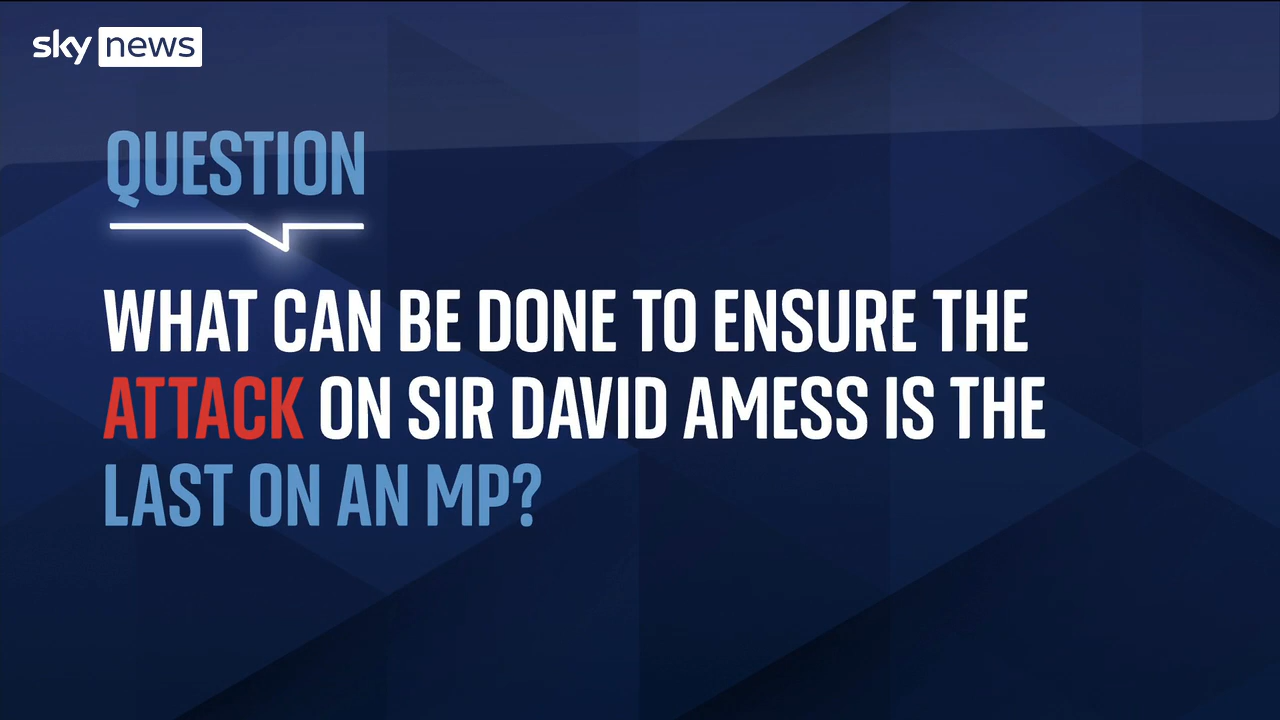 sky news
QUESTION
WHAT CAN BE DONE TO ENSURE THE
ATTACK ON SIR DAVID AMESS IS THE
LAST ON AN MP?